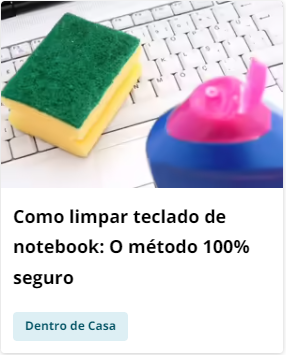 Como limpar teclado de
notebook: O método 100%
seguro
Dentro de Casa